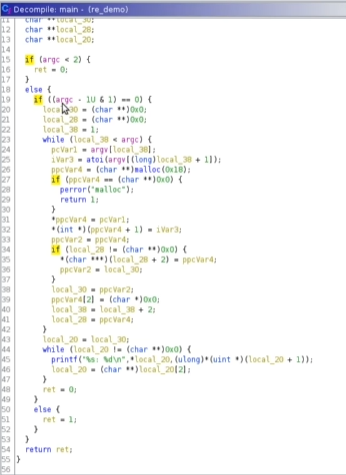 Decompile: main - (re_demo)
11 char **local_30;
12 char **local_28;
13 char **local_20;
14
15 if (argc < 2) {
16 ret = 0;
17 }
18 else {
19 if ((argc - 1U & 1) == 0) {
20 local_30 = (char **)0x0;
21 local_28 = (char **)0x0;
22 local_38 = 1;
23 while (local_38 < argc) {
24 pcVar1 = argv[local_38];
25 iVar3 = atoi(argv[(long)local_38 + 1]);
26 ppcVar4 = (char **)malloc(0x18);
27 if (ppcVar4 == (char **)0x0) {
28 perror("malloc");
29 return 1;
30 }
31 *ppcVar4 = pcVar1;
32 *(int *)(ppcVar4 + 1) = iVar3;
33 ppcVar2 = ppcVar4;
34 if (local_28 != (char **)0x0) {
35 *(char ***)(local_28 + 2) = ppcVar4;
36 ppcVar2 = local_30;
37 }
38 local_30 = ppcVar2;
39 ppcVar4[2] = (char *)0x0;
40 local_38 = local_38 + 2;
41 local_28 = ppcVar4;
42 }
43 local_20 = local_30;
44 while (local_20 != (char **)0x0) {
45 printf("%s: %d\n",*local_20,(ulong)*(uint *)(local_20 + 1));
46 local_20 = (char **)local_20[2];
47 }
48 ret = 0;
49 }
50 else {
51 ret = 1;
52 }
53 }
54 return ret;
55 }
56